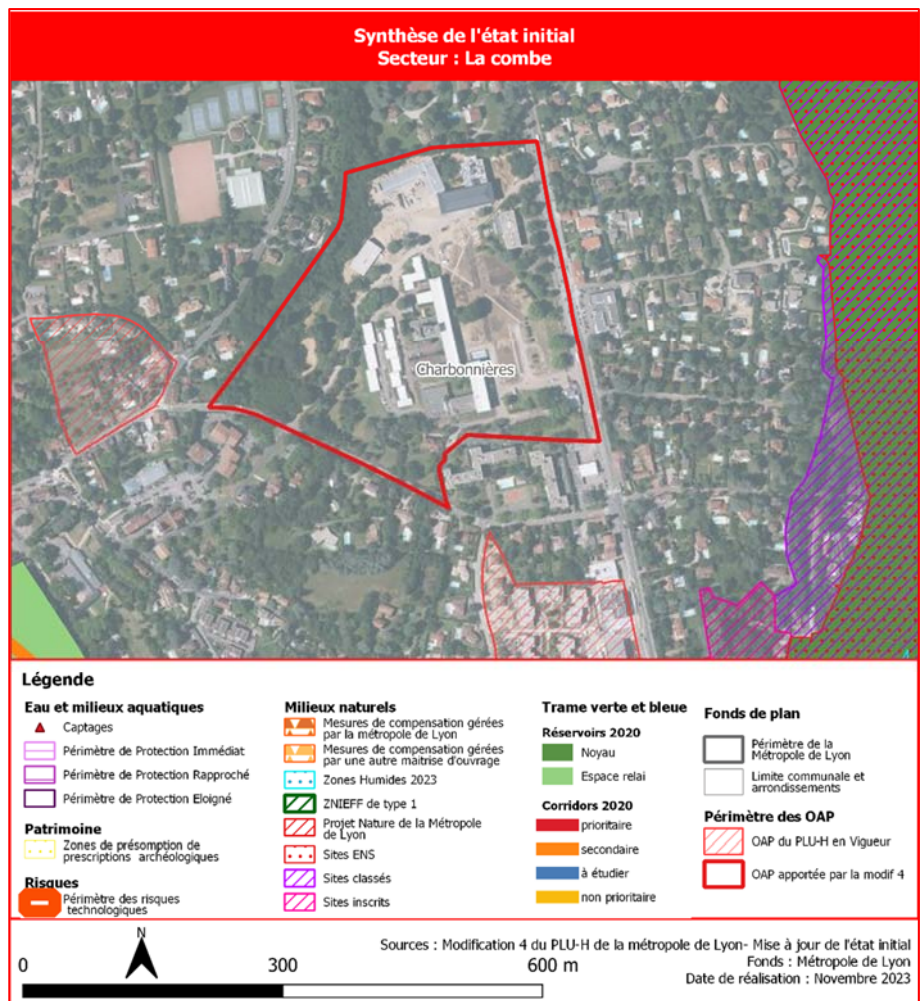 Synthèse de l'état initial
Secteur : La combe
Charbonnières
Légende
Eau et milieux aquatiques
Captages
Périmètre de Protection Immédiat
Périmètre de Protection Rapproché
Périmètre de Protection Eloigné
Patrimoine
Zones de présomption de
prescriptions archéologiques
Risques
Périmètre des risques
technologiques
Milieux naturels
Mesures de compensation gérées
par la métropole de Lyon
Mesures de compensation gérées
par une autre maitrise d'ouvrage
Zones Humides 2023
ZNIEFF de type 1
Projet Nature de la Métropole
de Lyon
Sites ENS
Sites classés
Sites inscrits
Trame verte et bleue
Réservoirs 2020
Noyau
Espace relai
Corridors 2020
prioritaire
secondaire
à étudier
non prioritaire
Fonds de plan
Périmètre de la
Métropole de Lyon
Limite communale et
arrondissements
Périmètre des OAP
OAP du PLU-H en Vigueur
OAP apportée par la modif 4
N
0 300 600 m
Sources : Modification 4 du PLU-H de la métropole de Lyon- Mise à jour de l'état initial
Fonds : Métropole de Lyon
Date de réalisation : Novembre 2023